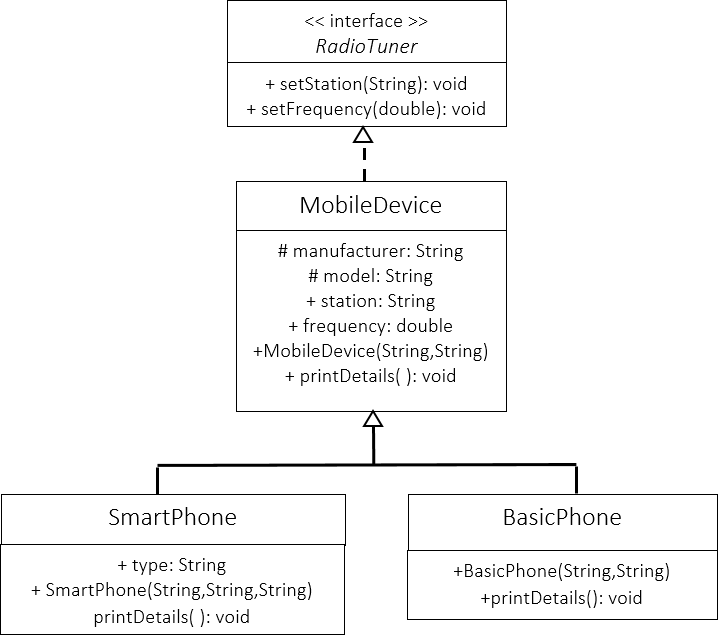 << interface >>
RadioTuner
+ setStation(String): void
+ setFrequency(double): void
MobileDevice
# manufacturer: String
# model: String
+ station: String
+ frequency: double
+MobileDevice(String,String)
+ printDetails( ): void
SmartPhone
+ type: String
+ SmartPhone(String,String,String)
printDetails( ): void
BasicPhone
+BasicPhone(String,String)
+printDetails(): void